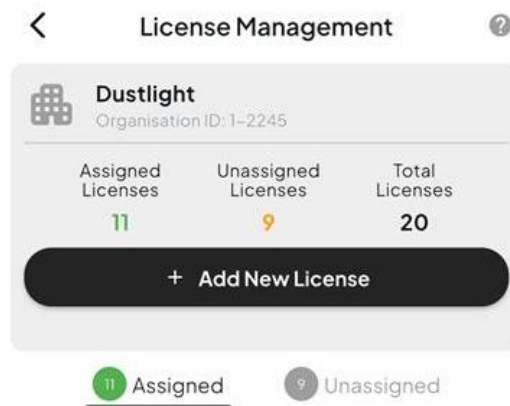 License Management
?
Dustlight
Organisation ID: 1-2245
Assigned Unassigned Total
Licenses Licenses Licenses
11 9 20
+ Add New License
11 Assigned 9 Unassigned